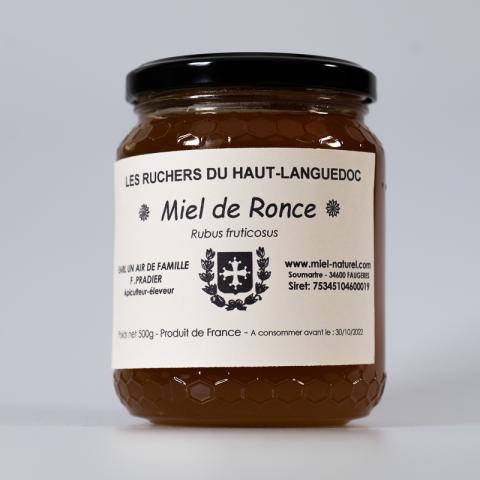 LES RUCHERS DU HAUT-LANGUEDOC
Miel de Ronce
Rubus fruticosus
EARL UN AIR DE FAMILLE
F.PRADIER
Apiculteur-éleveur
www.miel-naturel.com
Soumartre - 34600 FAUGERES
Siret: 75345104600019
Poids net 500g - Produit de France - A consommer avant le : 30/10/2022